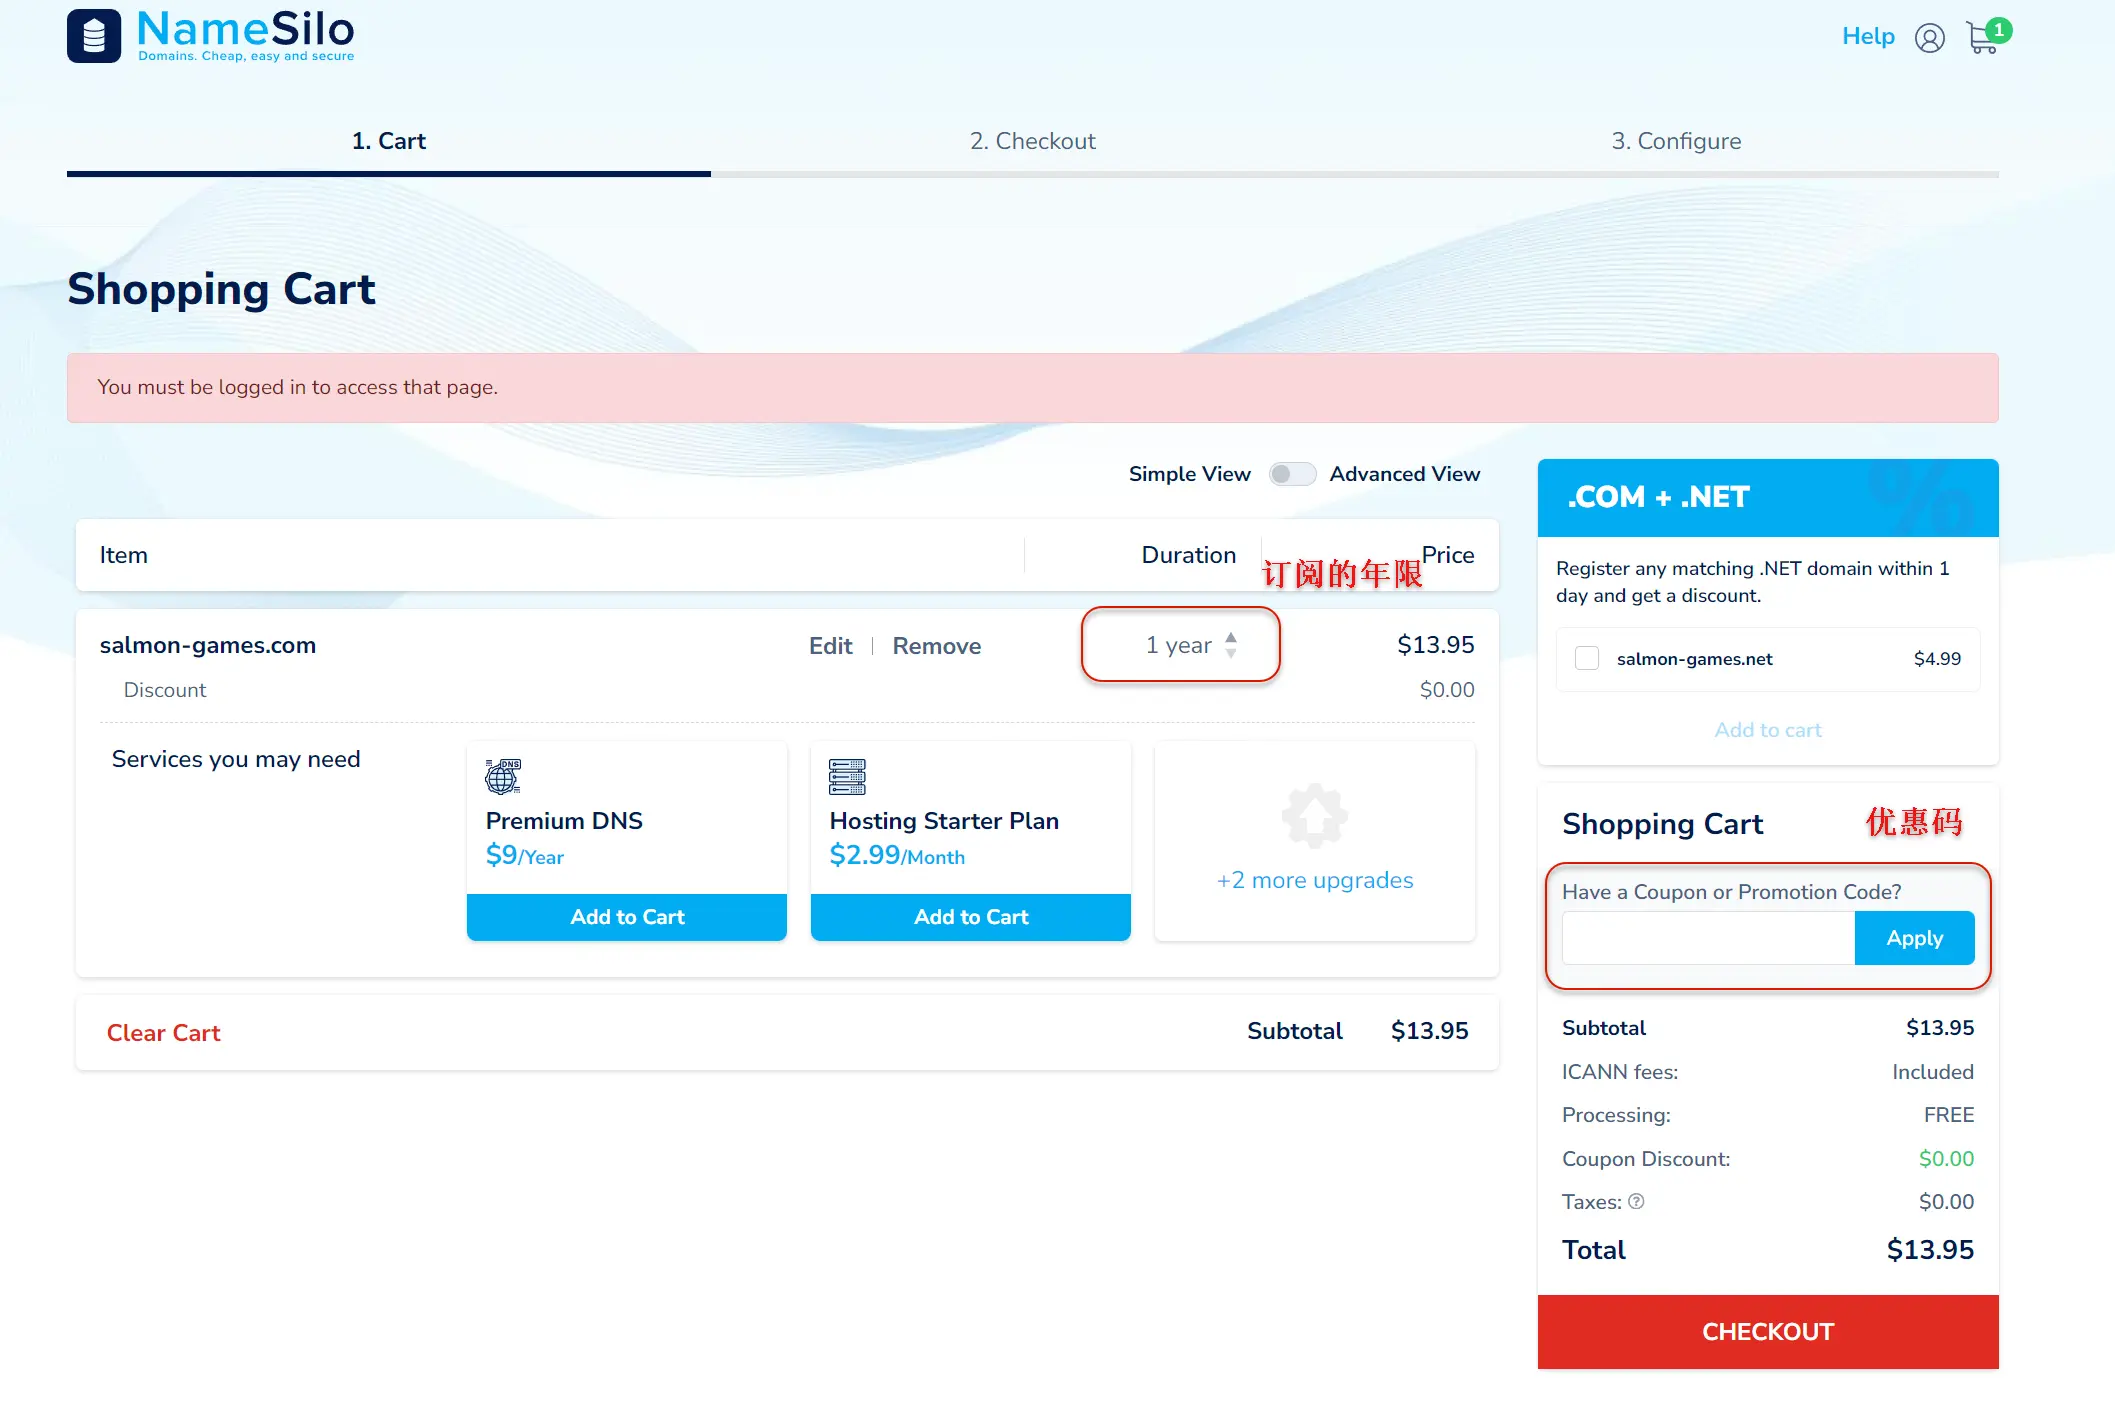 NameSilo
Domains. Cheap, easy and secure
Help
1
1. Cart
2. Checkout
3. Configure
Shopping Cart
You must be logged in to access that page.
Simple View
Advanced View
Item
Duration
订阅的年限
Price
salmon-games.com
Edit
Remove
1 year
$13.95
Discount
$0.00
Services you may need
DNS
Premium DNS
$9/Year
Add to Cart
Hosting Starter Plan
$2.99/Month
Add to Cart
+2 more upgrades
Clear Cart
Subtotal $13.95
.COM + .NET
%
Register any matching .NET domain within 1
day and get a discount.
salmon-games.net $4.99
Add to cart
Shopping Cart
优惠码
Have a Coupon or Promotion Code?
Apply
Subtotal $13.95
ICANN fees: Included
Processing: FREE
Coupon Discount: $0.00
Taxes: ? $0.00
Total $13.95
CHECKOUT